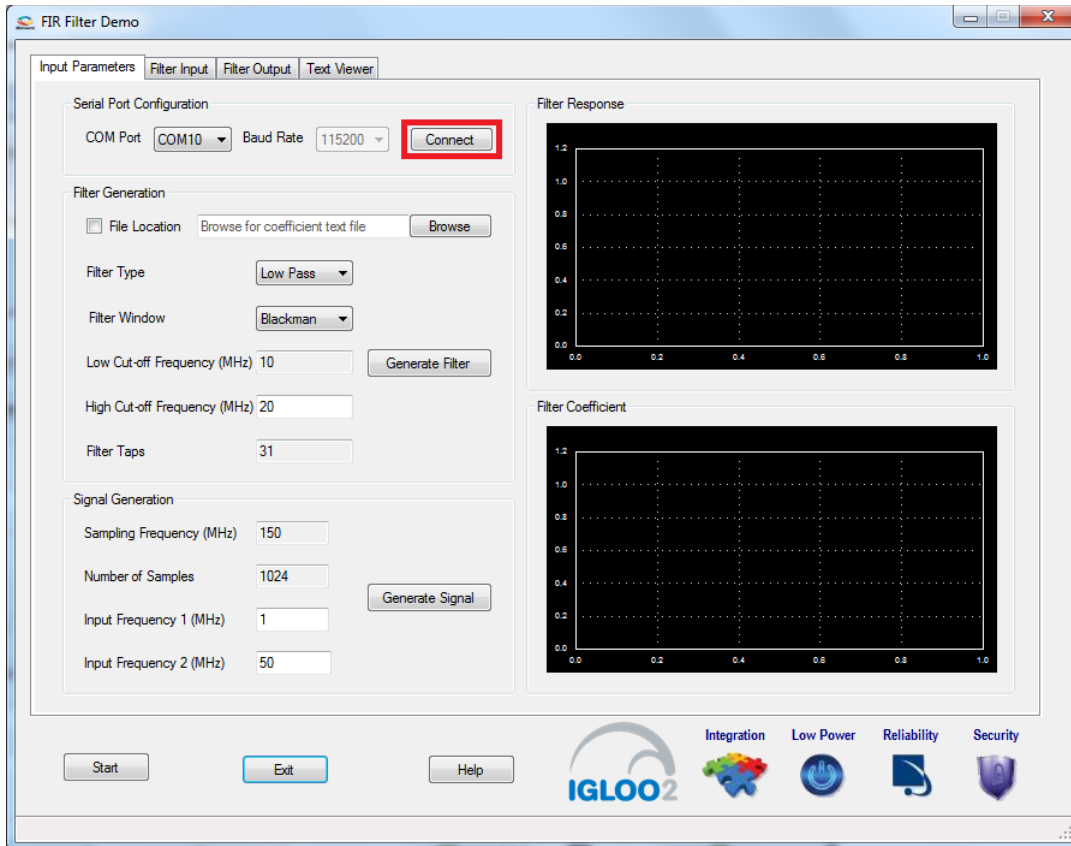 FIR Filter Demo
Input Parameters Filter Input Filter Output Text Viewer
Serial Port Configuration
COM Port COM10 Baud Rate 115200 Connect
Filter Generation
File Location Browse for coefficient text file Browse
Filter Type Low Pass
Filter Window Blackman
Low Cut-off Frequency (MHz) 10 Generate Filter
High Cut-off Frequency (MHz) 20
Filter Taps 31
Signal Generation
Sampling Frequency (MHz) 150
Number of Samples 1024
Generate Signal
Input Frequency 1 (MHz) 1
Input Frequency 2 (MHz) 50
Filter Response
1.2
1.0
0.8
0.6
0.4
0.2
0.0
0.0 0.2 0.4 0.6 0.8 1.0
Filter Coefficient
1.2
1.0
0.8
0.6
0.4
0.2
0.0
0.0 0.2 0.4 0.6 0.8 1.0
Start Exit Help
IGLOO2
Integration Low Power Reliability Security